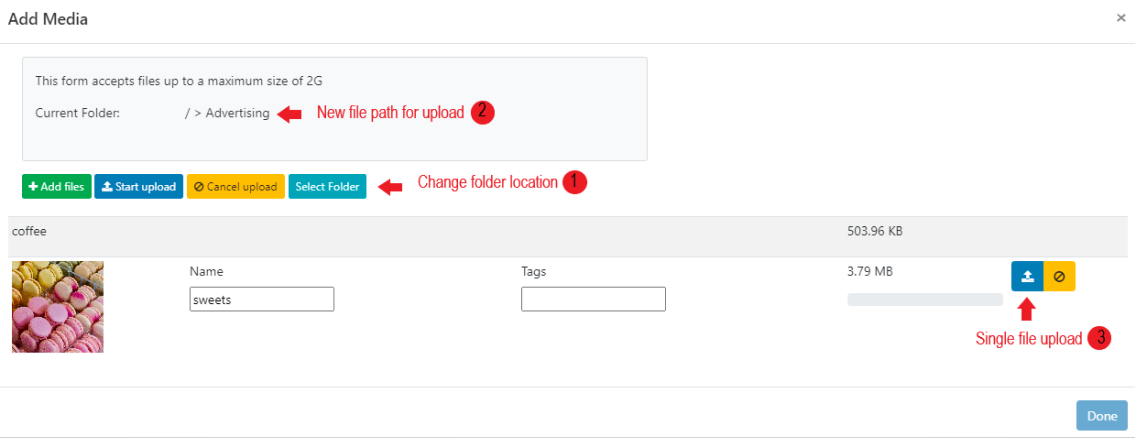 Add Media ×
This form accepts files up to a maximum size of 2G
Current Folder: / > Advertising New file path for upload 2
Add files Start upload Cancel upload Select Folder Change folder location 1
coffee 503.96 KB
Name Tags 3.79 MB
sweets
Single file upload 3
Done